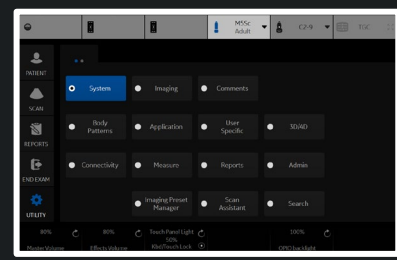 M5Sc
Adult
C2-9
TGC
PATIENT
SCAN
REPORTS
END EXAM
UTILITY
System
Imaging
Comments
Body
Patterns
Application
User
Specific
3D/4D
Connectivity
Measure
Reports
Admin
Imaging Preset
Manager
Scan
Assistant
Search
80%
Master Volume
80%
Effects Volume
Touch Panel Light
50%
Kbd/Touch Lock
100%
OPIO backlight